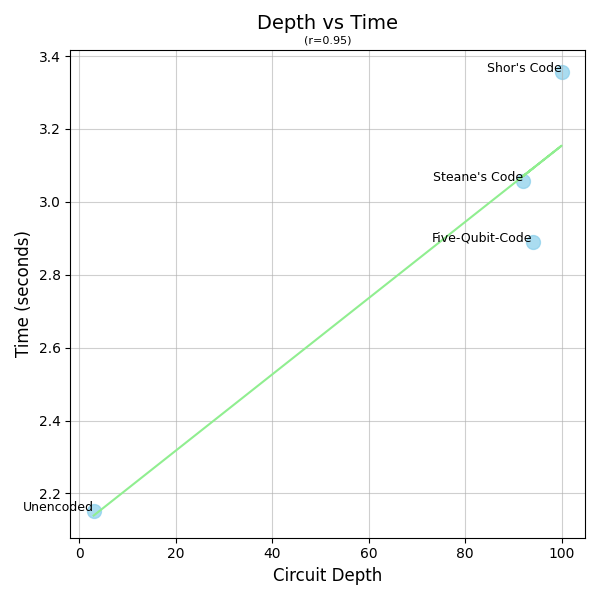 Depth vs Time
(r=0.95)
3.4
Shor's Code
3.2
Steane's Code
3.0
Five-Qubit-Code
2.8
2.6
2.4
2.2
Unencoded
Time (seconds)
0 20 40 60 80 100
Circuit Depth